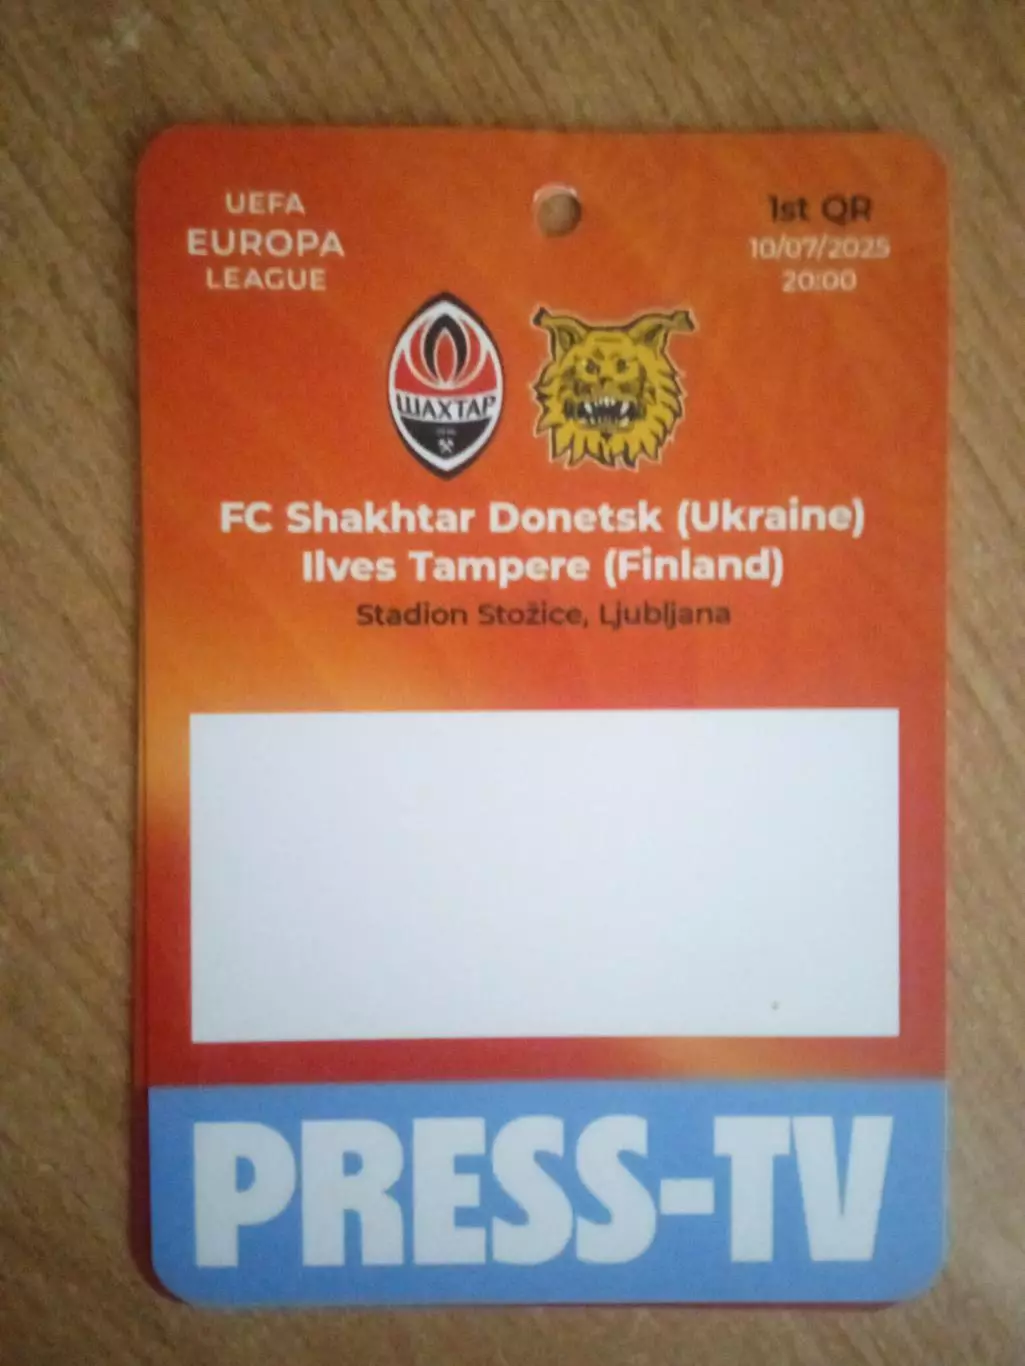 UEFA
EUROPA
LEAGUE
1st QR
10/07/2025
20:00
ШАХТАР
FC Shakhtar Donetsk (Ukraine)
Ilves Tampere (Finland)
Stadion Stožice, Ljubljana
PRESS-TV